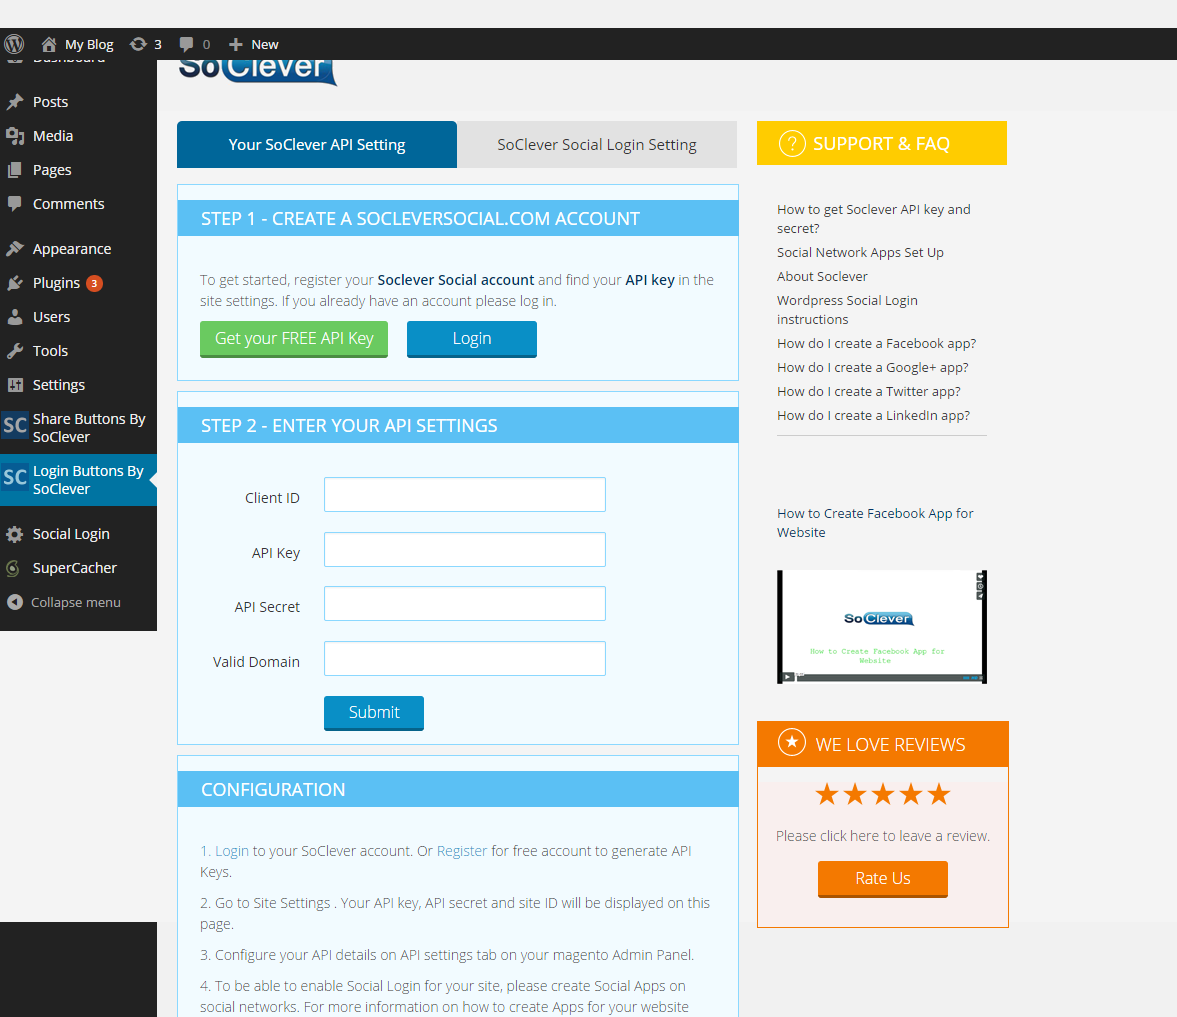 My Blog 3 0 New
Dashboard
Posts
Media
Pages
Comments
Appearance
Plugins 3
Users
Tools
Settings
SC Share Buttons By
SoClever
SC Login Buttons By
SoClever
Social Login
SuperCacher
Collapse menu
SoClever
Your SoClever API Setting
SoClever Social Login Setting
STEP 1 - CREATE A SOCLEVERSOCIAL.COM ACCOUNT
To get started, register your Soclever Social account and find your API key in the
site settings. If you already have an account please log in.
Get your FREE API Key
Login
STEP 2 - ENTER YOUR API SETTINGS
Client ID
API Key
API Secret
Valid Domain
Submit
CONFIGURATION
1. Login to your SoClever account. Or Register for free account to generate API
Keys.
2. Go to Site Settings . Your API key, API secret and site ID will be displayed on this
page.
3. Configure your API details on API settings tab on your magento Admin Panel.
4. To be able to enable Social Login for your site, please create Social Apps on
social networks. For more information on how to create Apps for your website
? SUPPORT & FAQ
How to get Soclever API key and
secret?
Social Network Apps Set Up
About Soclever
Wordpress Social Login
instructions
How do I create a Facebook app?
How do I create a Google+ app?
How do I create a Twitter app?
How do I create a LinkedIn app?
How to Create Facebook App for
Website
SoClever
How to Create Facebook App for
Website
WE LOVE REVIEWS
Please click here to leave a review.
Rate Us